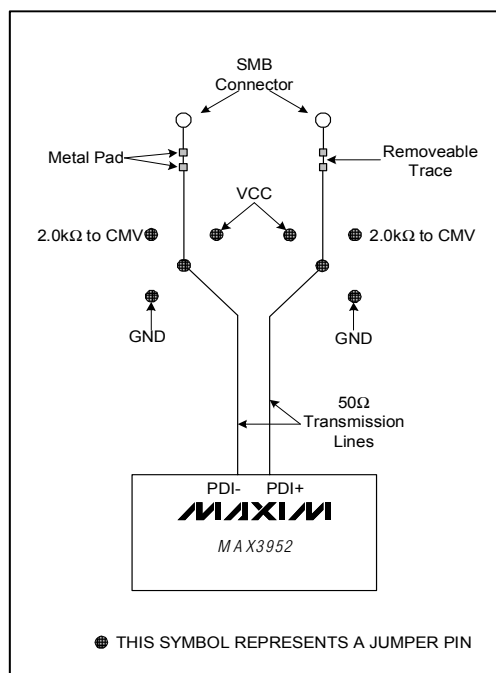 SMB
Connector
Metal Pad
Removeable
Trace
VCC
2.0kΩ to CMV
2.0kΩ to CMV
GND
GND
50Ω
Transmission
Lines
PDI- PDI+
MAXIM
MAX3952
THIS SYMBOL REPRESENTS A JUMPER PIN